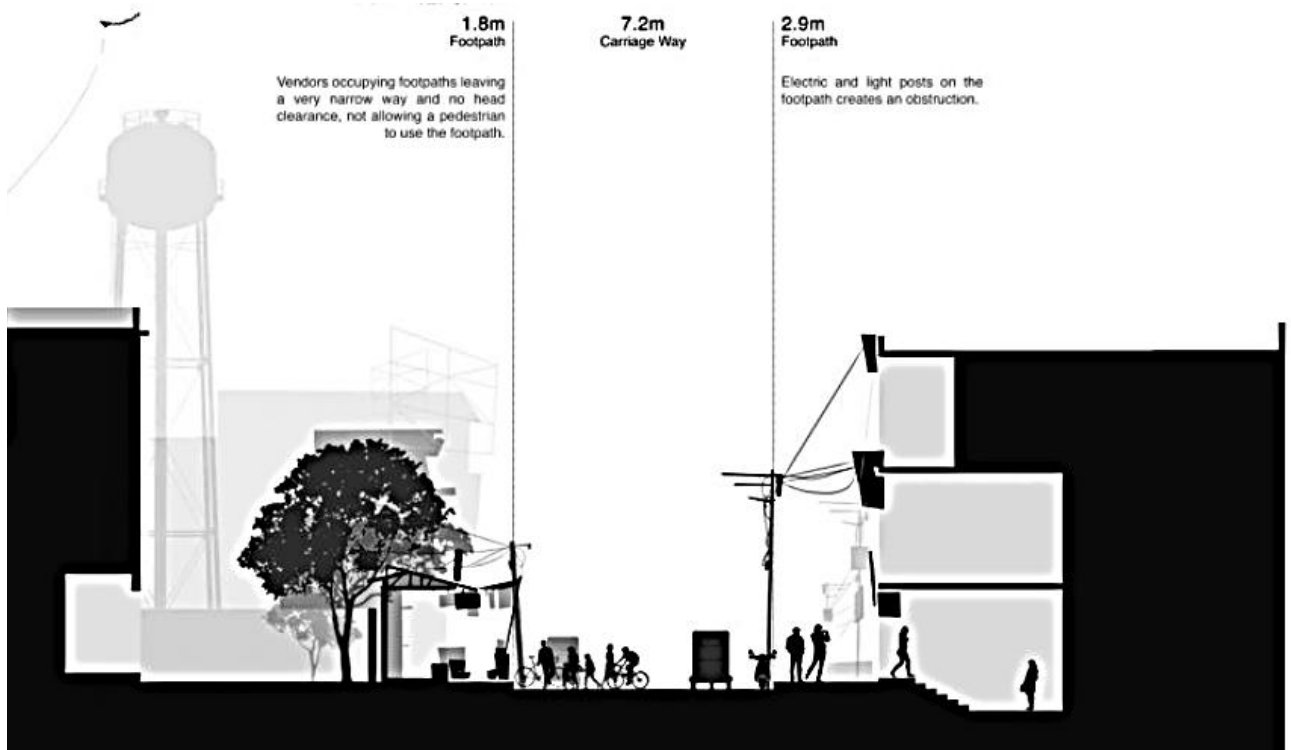 1.8m
Footpath
Vendors occupying footpaths leaving
a very narrow way and no head
clearance, not allowing a pedestrian
to use the footpath.
7.2m
Carriage Way
2.9m
Footpath
Electric and light posts on the
footpath creates an obstruction.